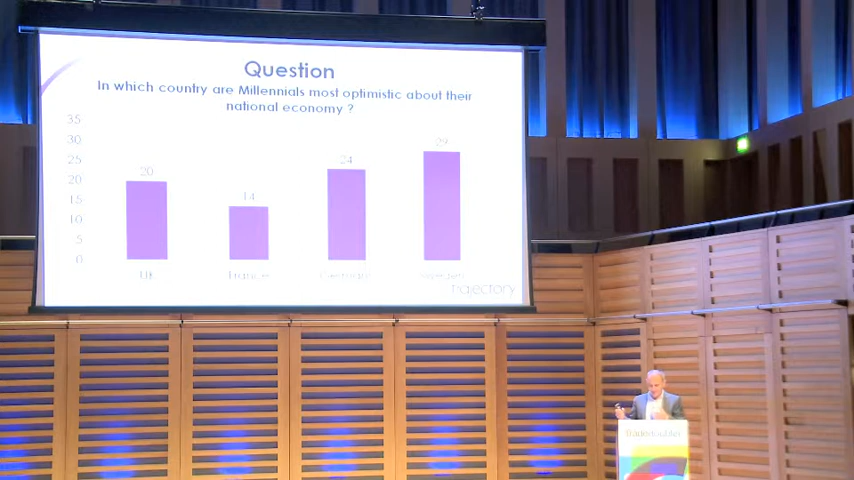 Question
In which country are Millennials most optimistic about their
national economy ?
35
30
25
20
15
10
5
0
20
14
24
29
UK
France
Germany
Sweden
trajectory